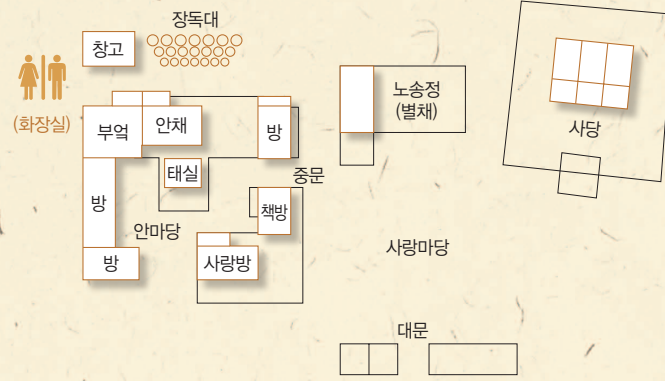 장독대
창고
(화장실)
부엌
안채
방
노송정
(별채)
사당
태실
중문
방
책방
안마당
사랑마당
방
사랑방
대문